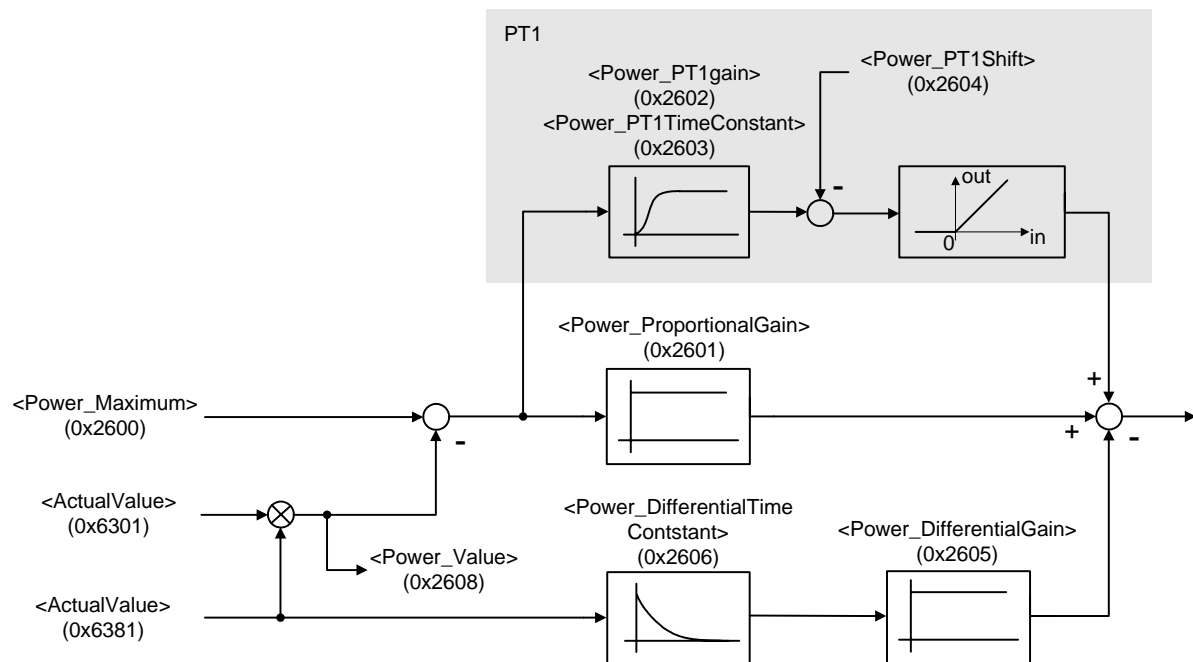 PT1
<Power_PT1gain>
(0x2602)
<Power_PT1TimeConstant>
(0x2603)
<Power_PT1Shift>
(0x2604)
-
out
0
in
<Power_ProportionalGain>
(0x2601)
<Power_Maximum>
(0x2600)
-
+
+
-
<ActualValue>
(0x6301)
<Power_Value>
(0x2608)
<Power_DifferentialTime
Contstant>
(0x2606)
<Power_DifferentialGain>
(0x2605)
<ActualValue>
(0x6381)